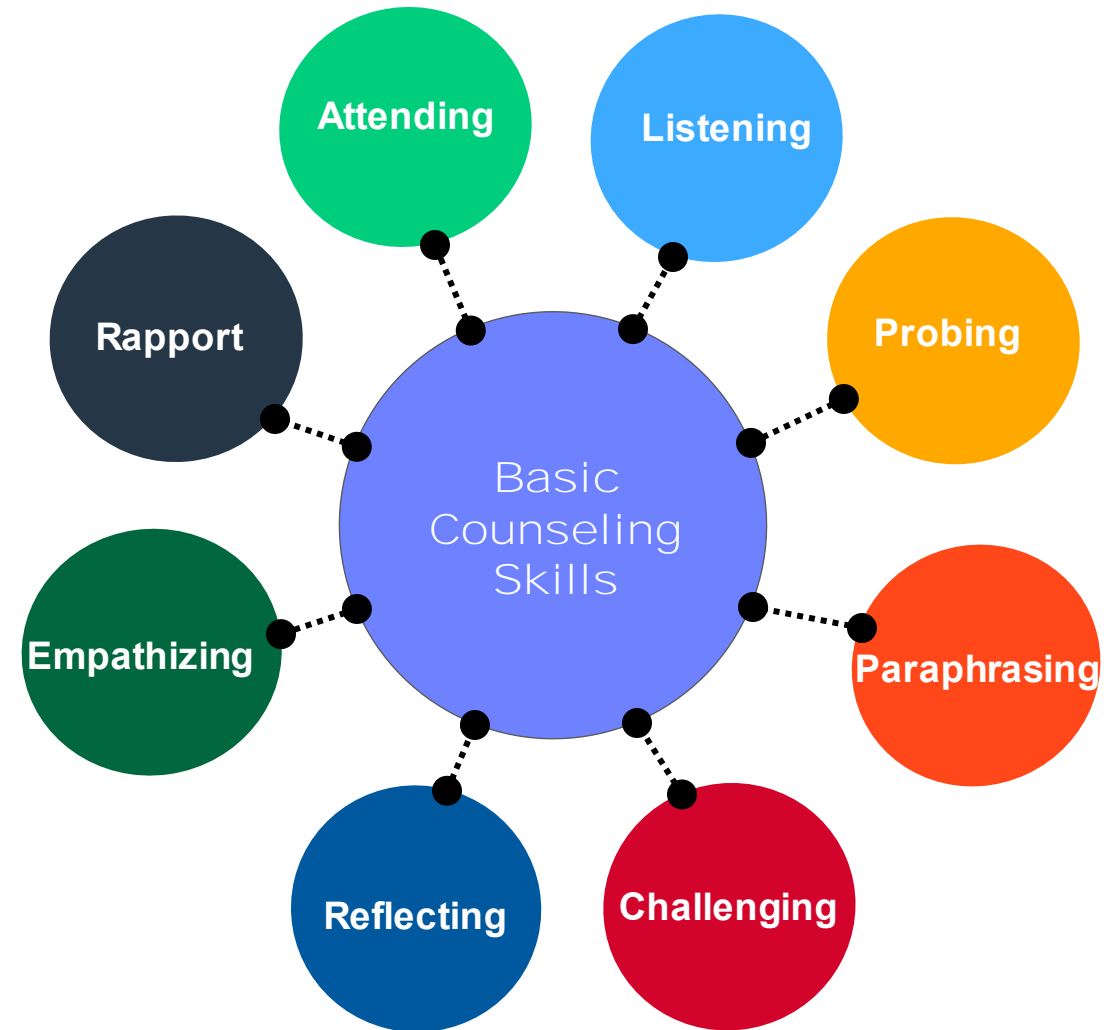 Attending
Listening
Rapport
Probing
Basic
Counseling
Skills
Empathizing
Paraphrasing
Reflecting
Challenging